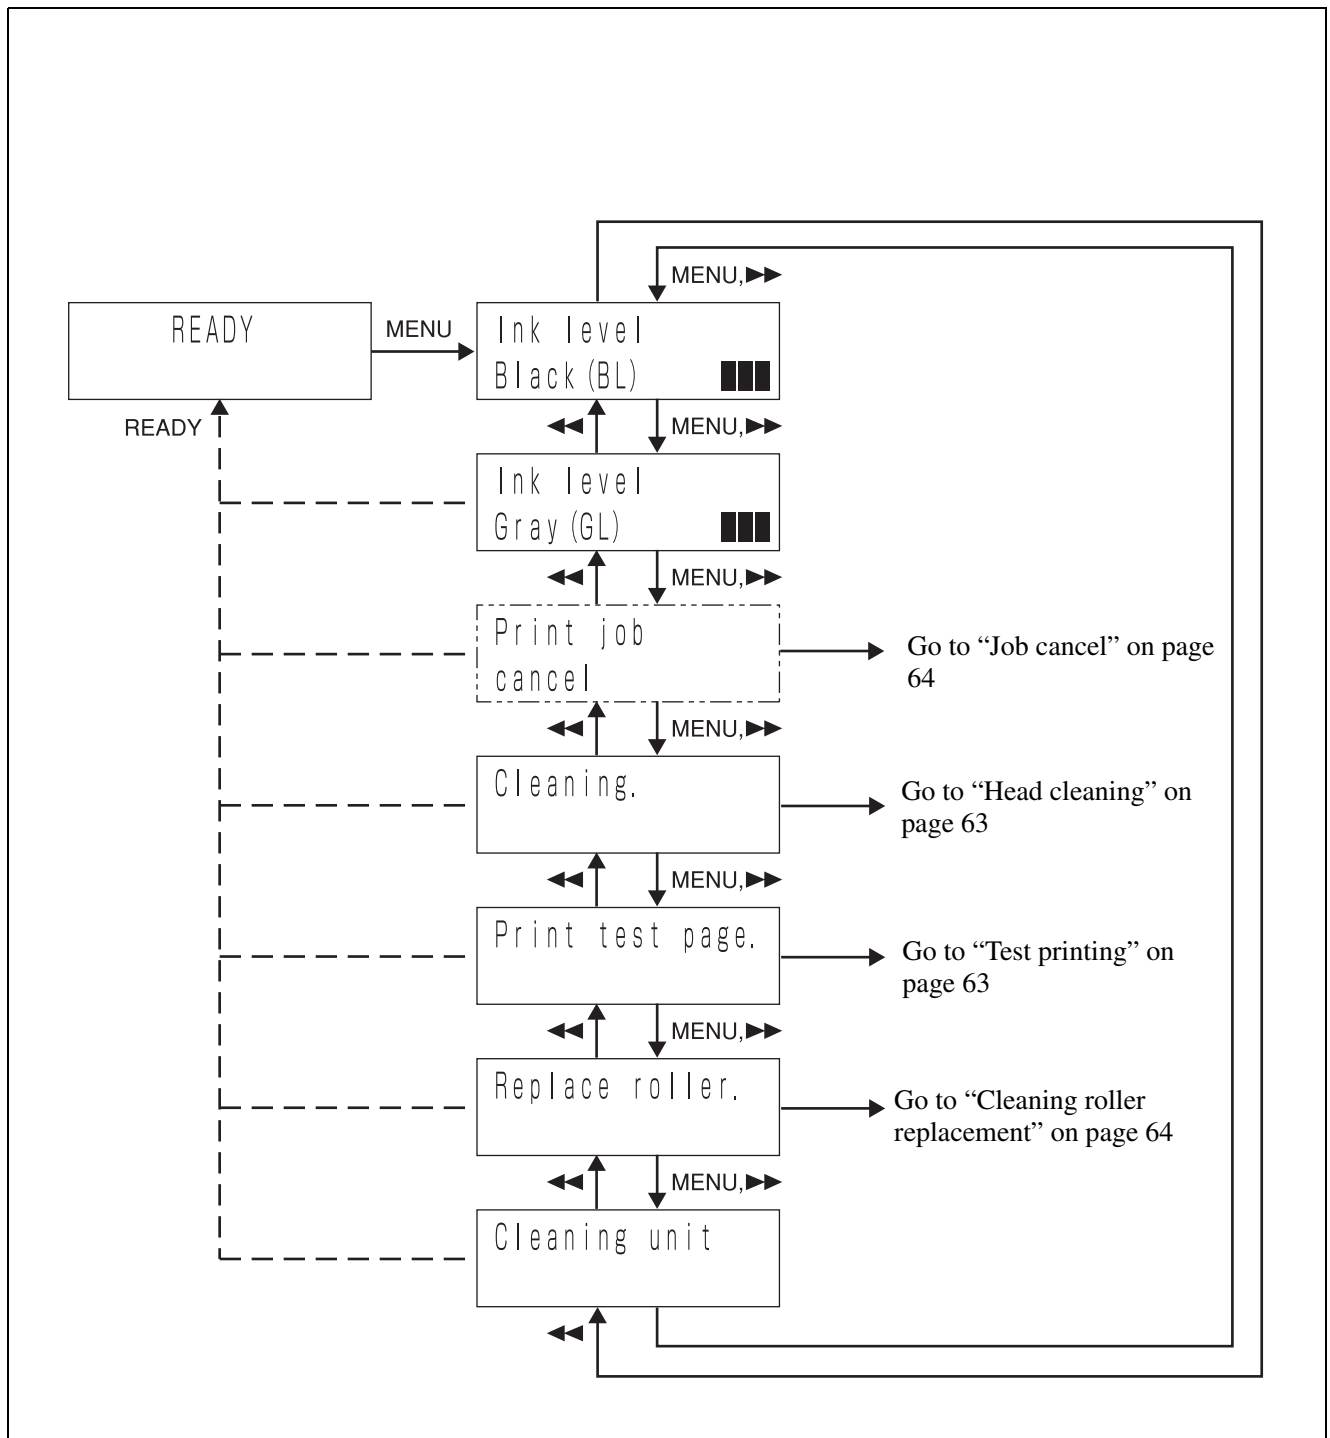 MENU,▶▶
READY
MENU
Ink level
Black(BL)
READY
◀◀
MENU,▶▶
Ink level
Gray(GL)
◀◀
MENU,▶▶
Print job
cancel
Go to “Job cancel” on page
64
◀◀
MENU,▶▶
Cleaning.
Go to “Head cleaning” on
page 63
◀◀
MENU,▶▶
Print test page.
Go to “Test printing” on
page 63
◀◀
MENU,▶▶
Replace roller.
Go to “Cleaning roller
replacement” on page 64
◀◀
MENU,▶▶
Cleaning unit
◀◀